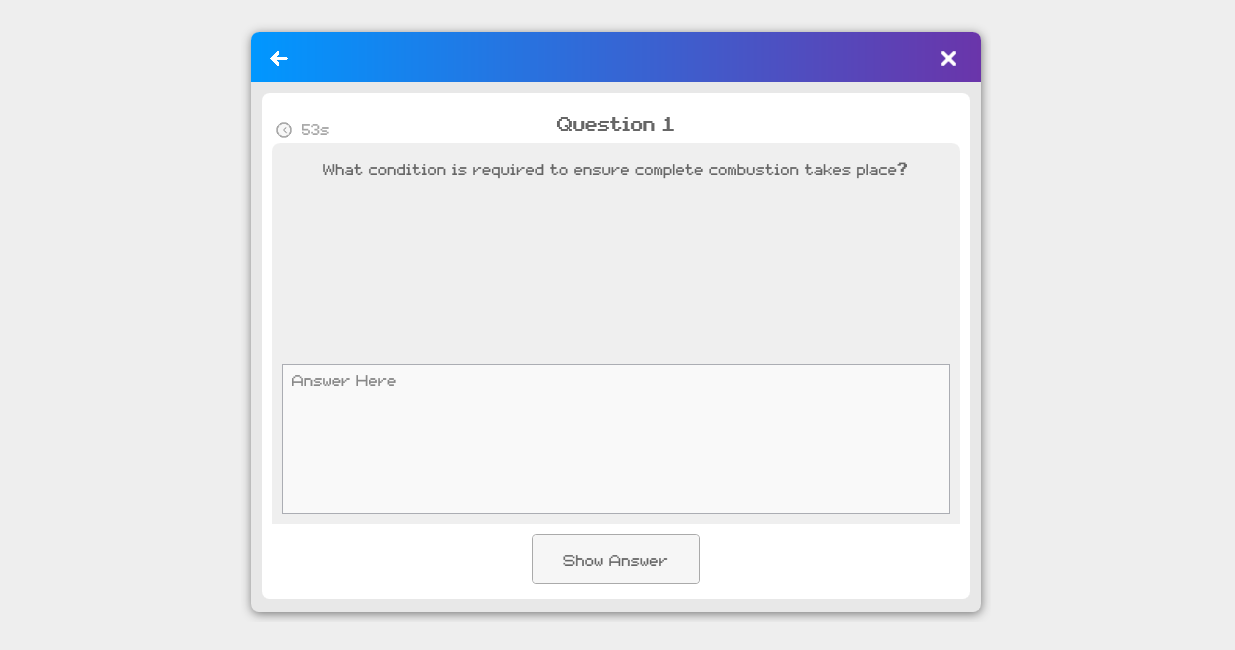 53s
Question 1
What condition is required to ensure complete combustion takes place?
Answer Here
Show Answer